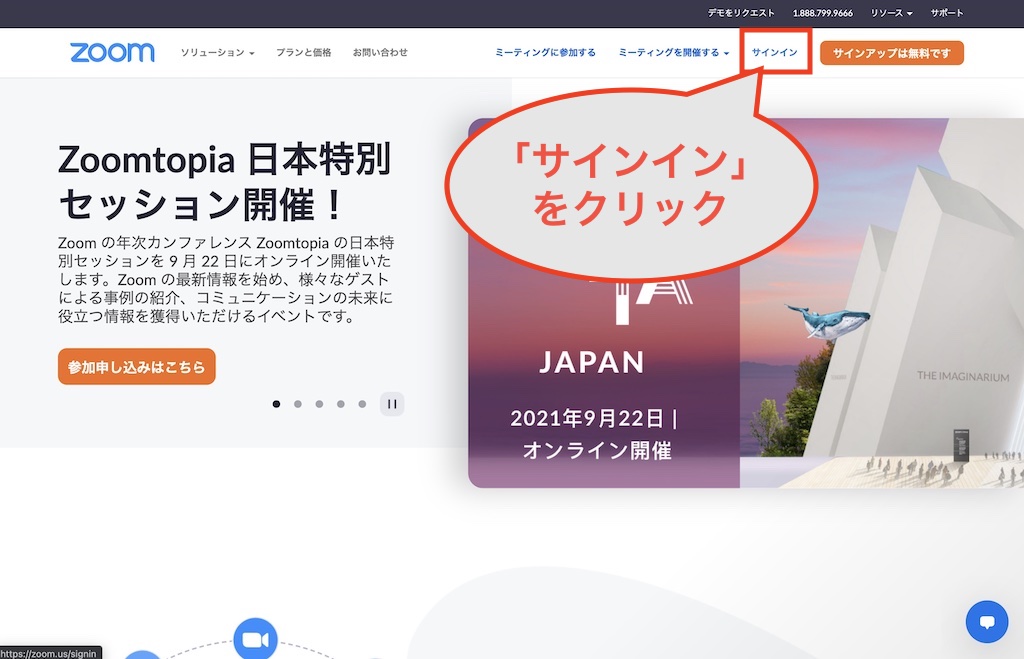 デモをリクエスト 1.888.799.9666 リソース サポート
zoom ソリューション プランと価格 お問い合わせ ミーティングに参加する ミーティングを開催する サインイン サインアップは無料です
「サインイン」
をクリック
Zoomtopia 日本特別
セッション開催！
Zoom の年次カンファレンス Zoomtopia の日本特
別セッションを 9 月 22 日にオンライン開催いた
します。Zoom の最新情報を始め、様々なゲスト
による事例の紹介、コミュニケーションの未来に
役立つ情報を獲得いただけるイベントです。
参加申し込みはこちら
JAPAN
2021年9月22日 |
オンライン開催
THE IMAGINARIUM
https://zoom.us/signin